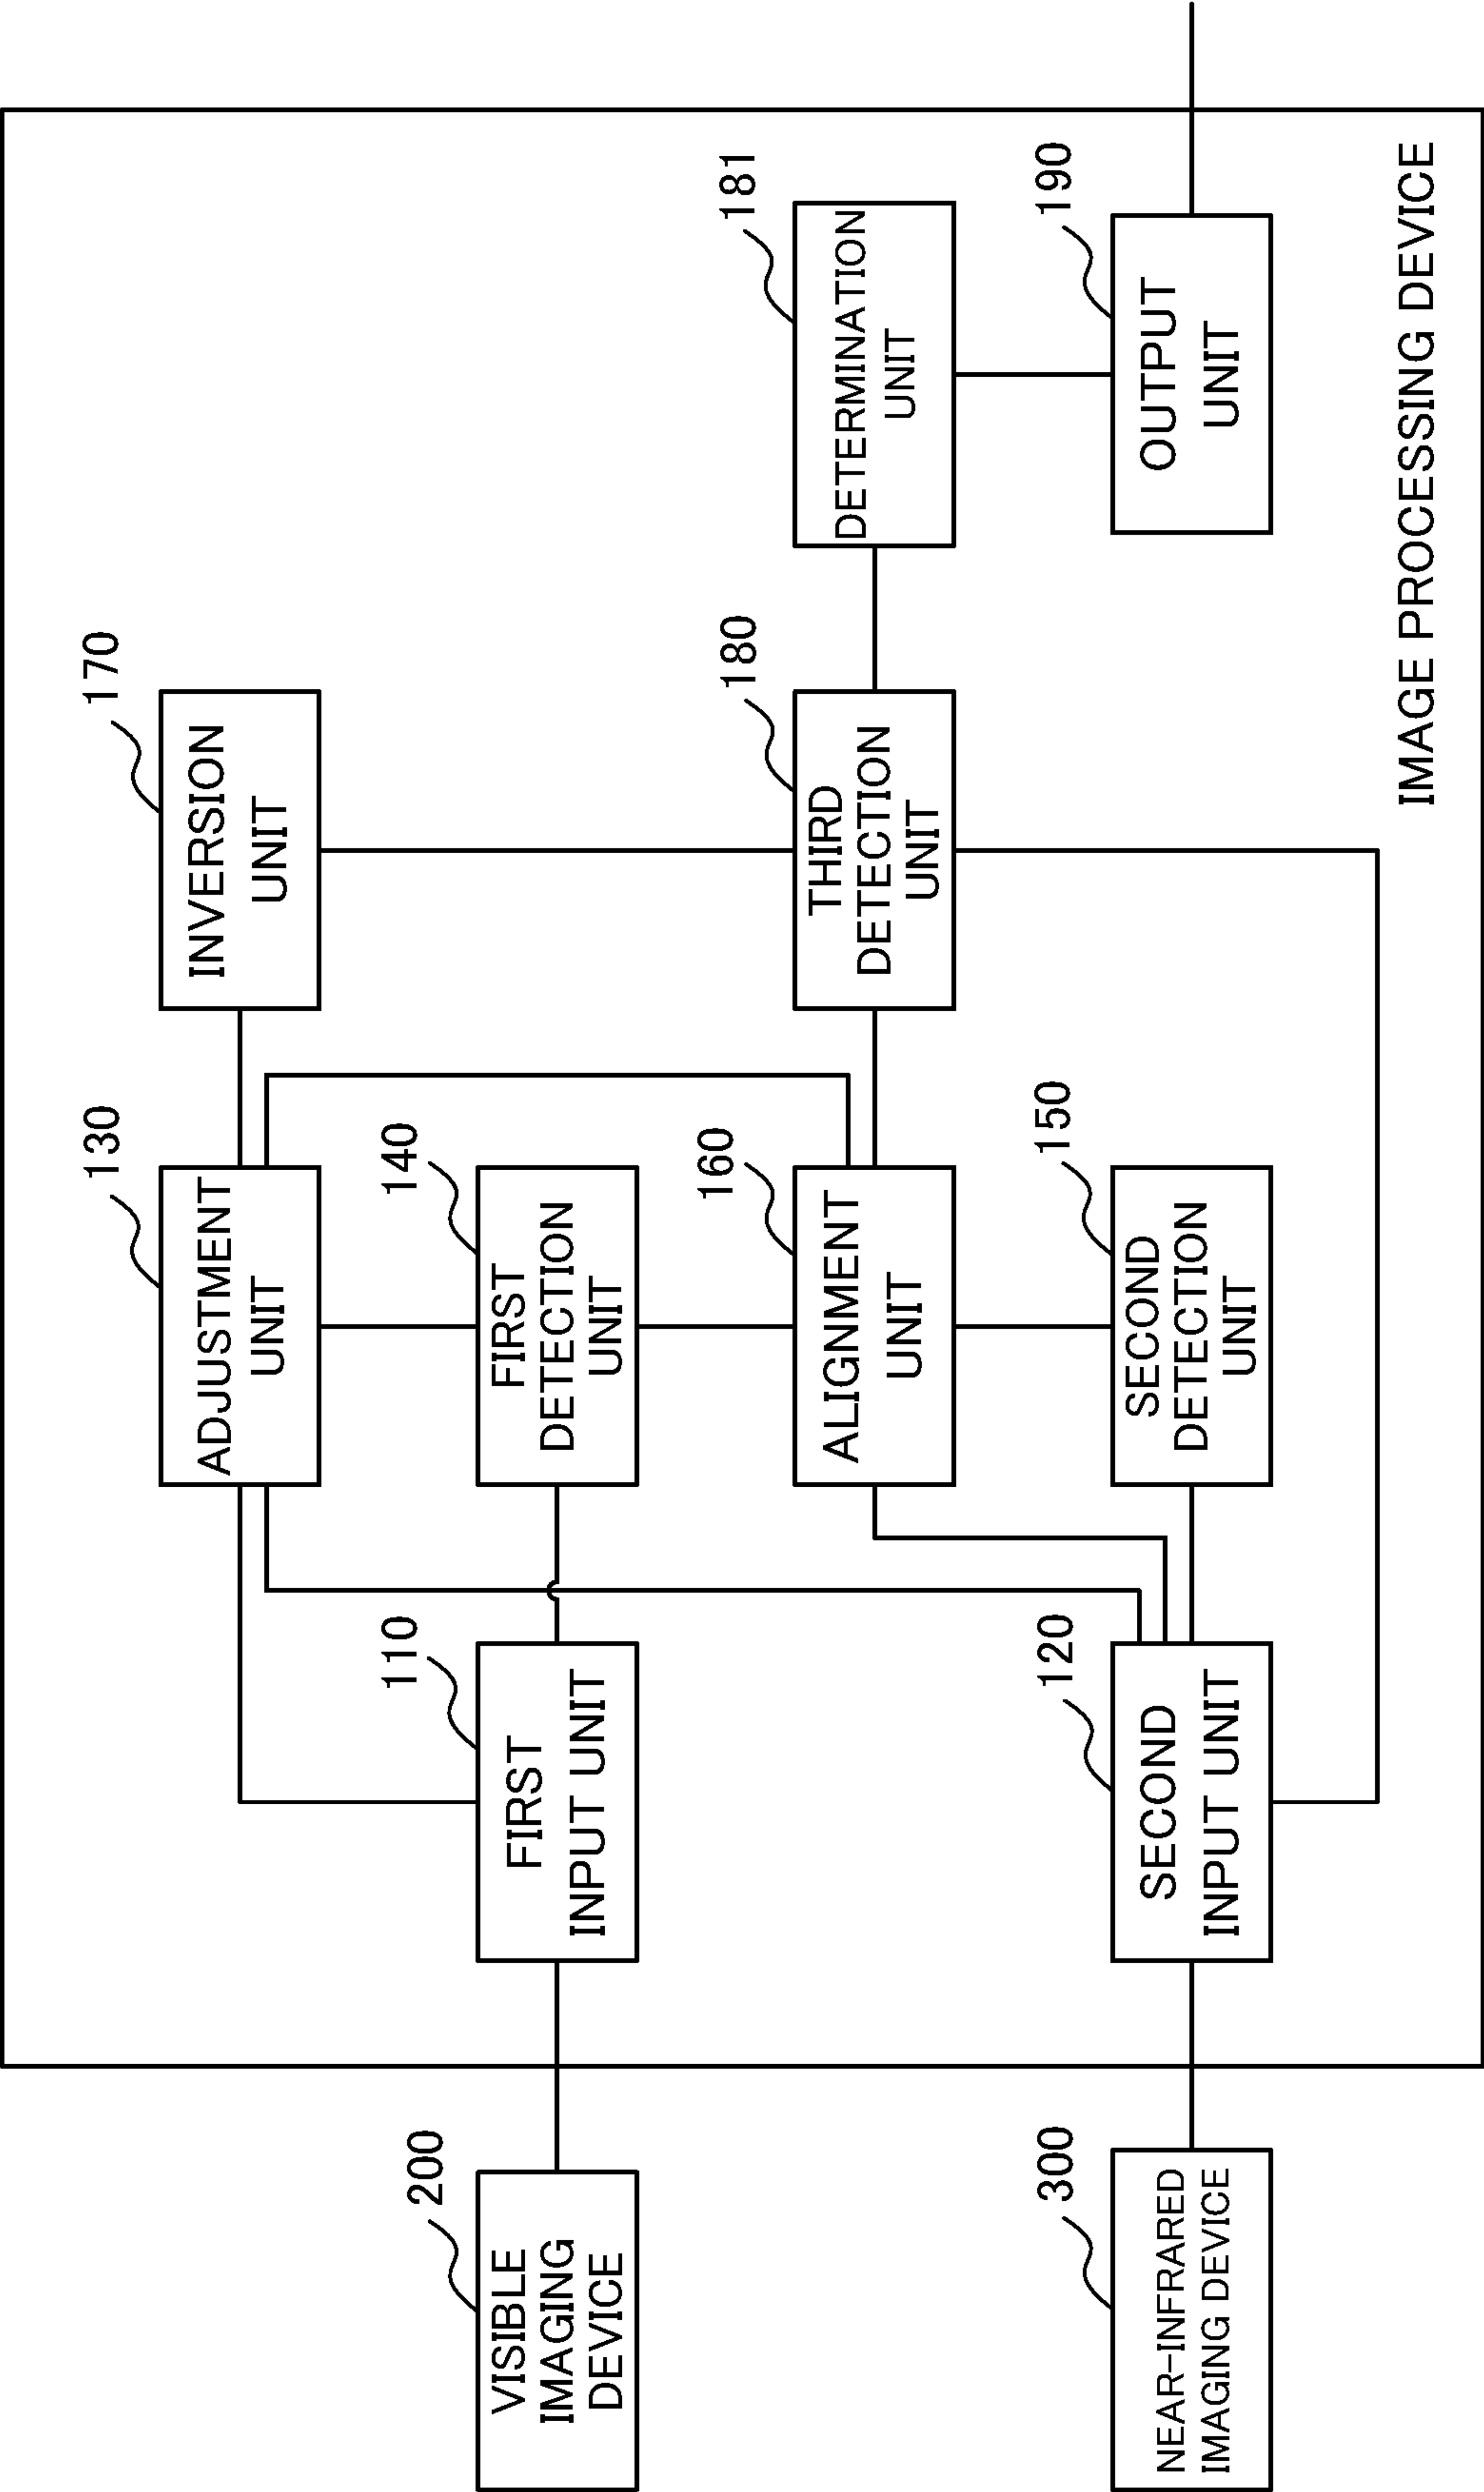 130
ADJUSTMENT
UNIT
170
INVERSION
UNIT
200
VISIBLE
IMAGING
DEVICE
110
FIRST
INPUT UNIT
140
FIRST
DETECTION
UNIT
160
ALIGNMENT
UNIT
180
THIRD
DETECTION
UNIT
181
DETERMINATION
UNIT
300
NEAR-INFRARED
IMAGING DEVICE
120
SECOND
INPUT UNIT
150
SECOND
DETECTION
UNIT
190
OUTPUT
UNIT
IMAGE PROCESSING DEVICE